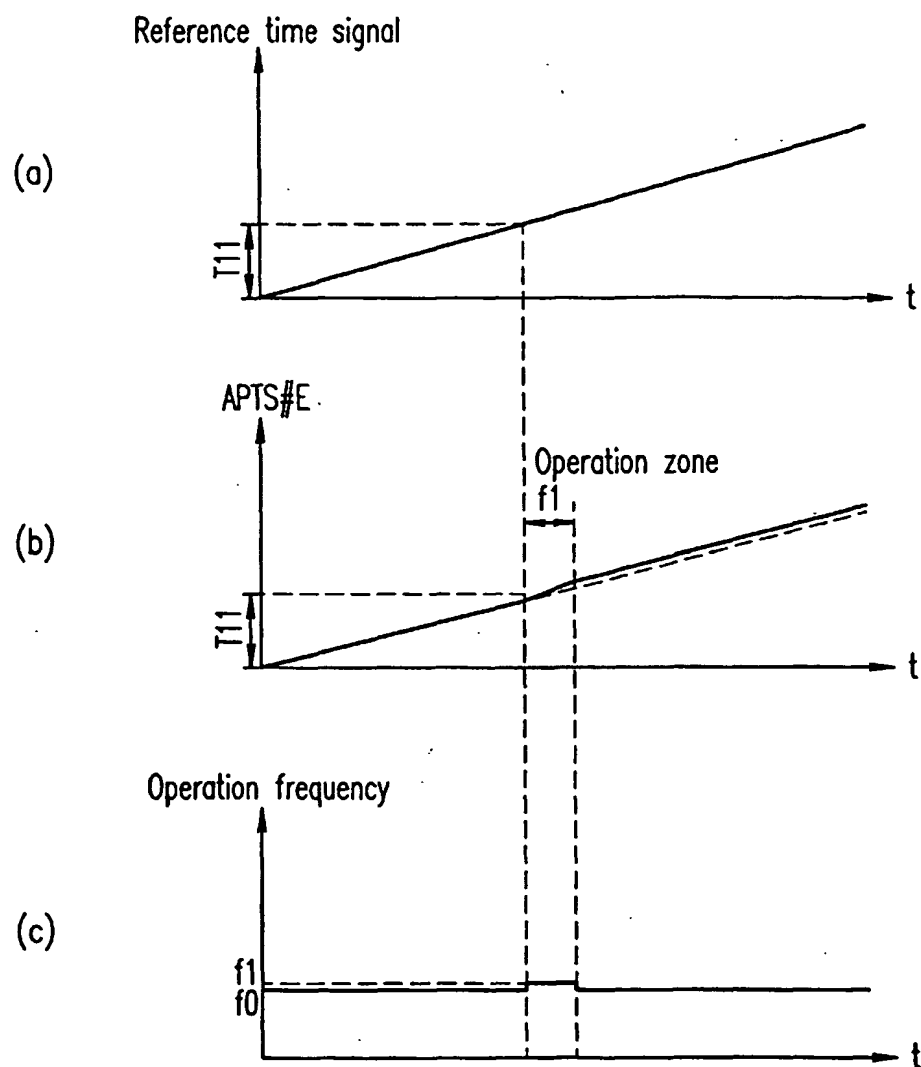 Reference time signal
(a)
T11
t
APTS#E
Operation zone
f1
(b)
T11
t
Operation frequency
(c)
f1
f0
t